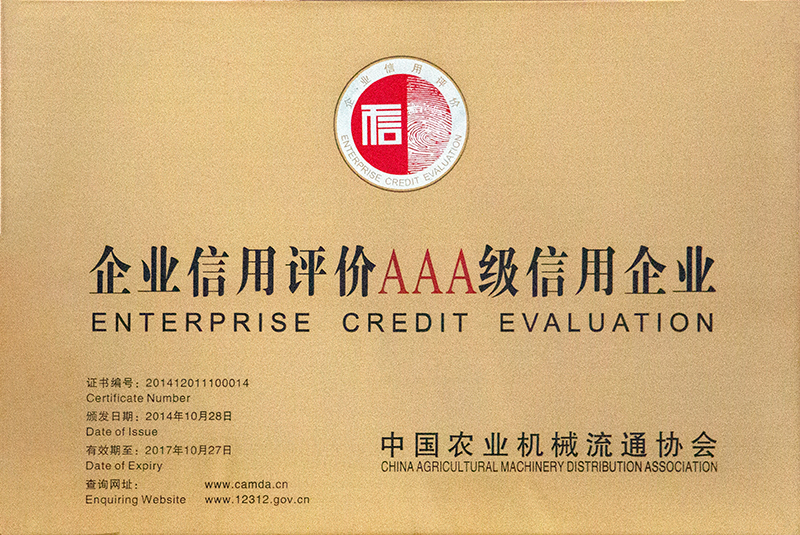 企业信用评价
信
ENTERPRISE CREDIT EVALUATION
企业信用评价AAA级信用企业
ENTERPRISE CREDIT EVALUATION
证书编号：201412011100014
Certificate Number
颁发日期：2014年10月28日
Date of Issue
有效期至：2017年10月27日
Date of Expiry
查询网址： www.camda.cn
Enquiring Website www.12312.gov.cn
中国农业机械流通协会
CHINA AGRICULTURAL MACHINERY DISTRIBUTION ASSOCIATION